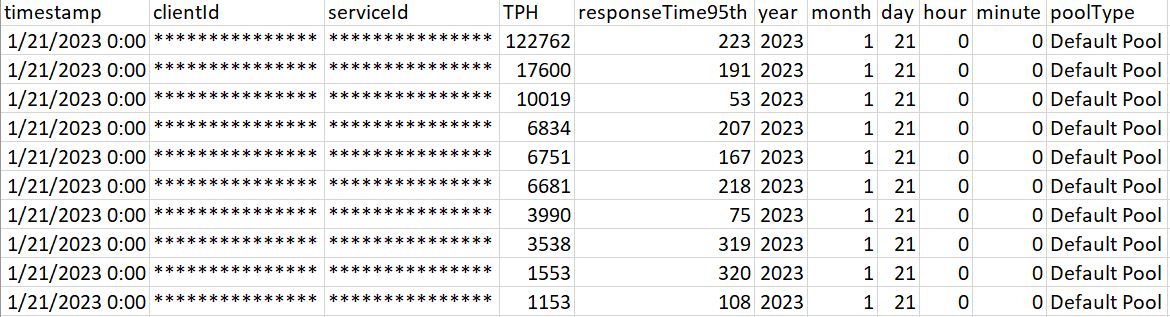 timestamp clientId serviceId TPH responseTime95th year month day hour minute poolType
1/21/2023 0:00 *************** *************** 122762 223 2023 1 21 0 0 Default Pool
1/21/2023 0:00 *************** *************** 17600 191 2023 1 21 0 0 Default Pool
1/21/2023 0:00 *************** *************** 10019 53 2023 1 21 0 0 Default Pool
1/21/2023 0:00 *************** *************** 6834 207 2023 1 21 0 0 Default Pool
1/21/2023 0:00 *************** *************** 6751 167 2023 1 21 0 0 Default Pool
1/21/2023 0:00 *************** *************** 6681 218 2023 1 21 0 0 Default Pool
1/21/2023 0:00 *************** *************** 3990 75 2023 1 21 0 0 Default Pool
1/21/2023 0:00 *************** *************** 3538 319 2023 1 21 0 0 Default Pool
1/21/2023 0:00 *************** *************** 1553 320 2023 1 21 0 0 Default Pool
1/21/2023 0:00 *************** *************** 1153 108 2023 1 21 0 0 Default Pool